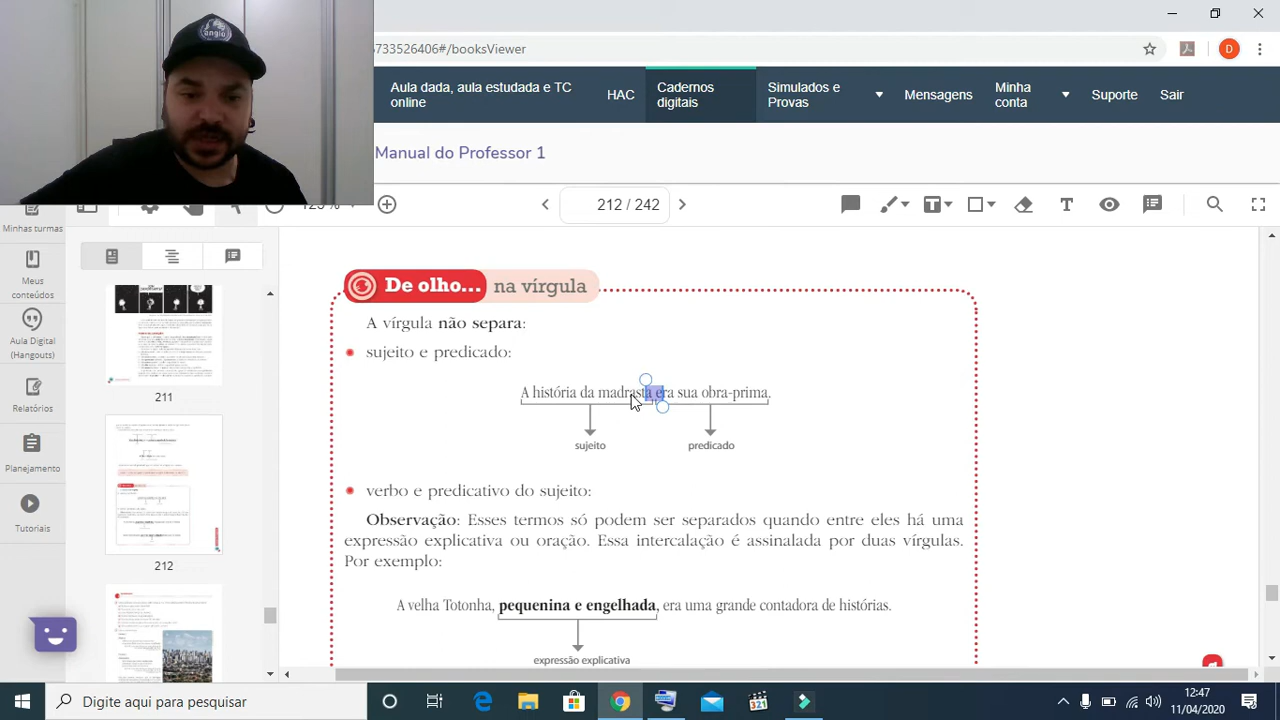 anglo
5733526406#/booksViewer
D
Aula dada, aula estudada e TC online
HAC
Cadernos digitais
Simulados e Provas
Mensagens
Minha conta
Suporte
Sair
Manual do Professor 1
212 / 242
Minhas turmas
Meus conteúdos
Aula Digital
Relatórios
Planejamento
Tutoriais
211
212
De olho... na vírgula
A vírgula não separa:
sujeito e predicado
A história da madrasta era sua obra-prima.
sujeito
predicado
verbo e predicativo do sujeito
Observação: Esses termos só podem ser separados quando entre eles há uma
expressão explicativa ou oração. Essa intercalação é assinalada por duas vírgulas.
Por exemplo:
Totonha, pequenina e engelhada, era uma grande contadora de histórias.
expressão explicativa
Digite aqui para pesquisar
321
12:47
11/04/2020